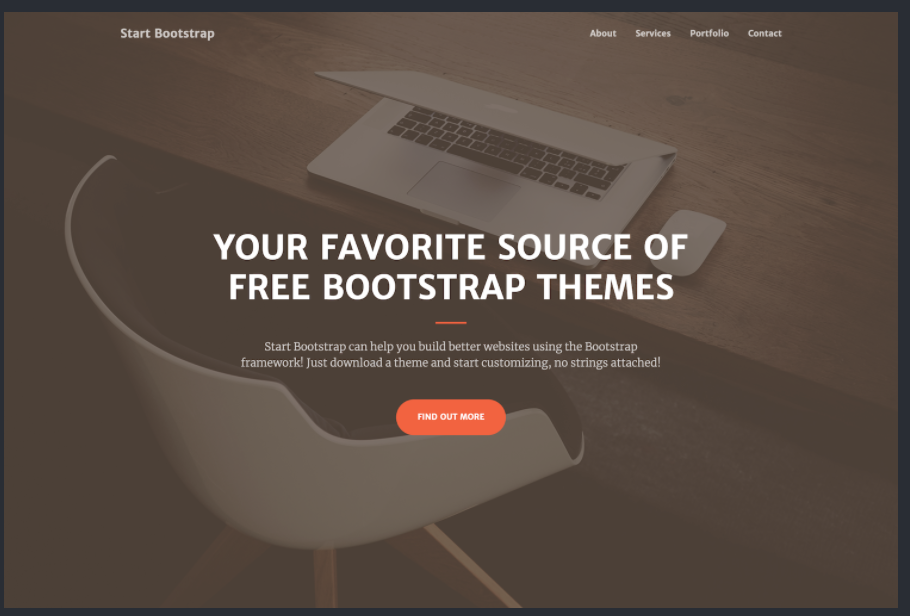 Start Bootstrap
About Services Portfolio Contact
YOUR FAVORITE SOURCE OF
FREE BOOTSTRAP THEMES
Start Bootstrap can help you build better websites using the Bootstrap
framework! Just download a theme and start customizing, no strings attached!
FIND OUT MORE